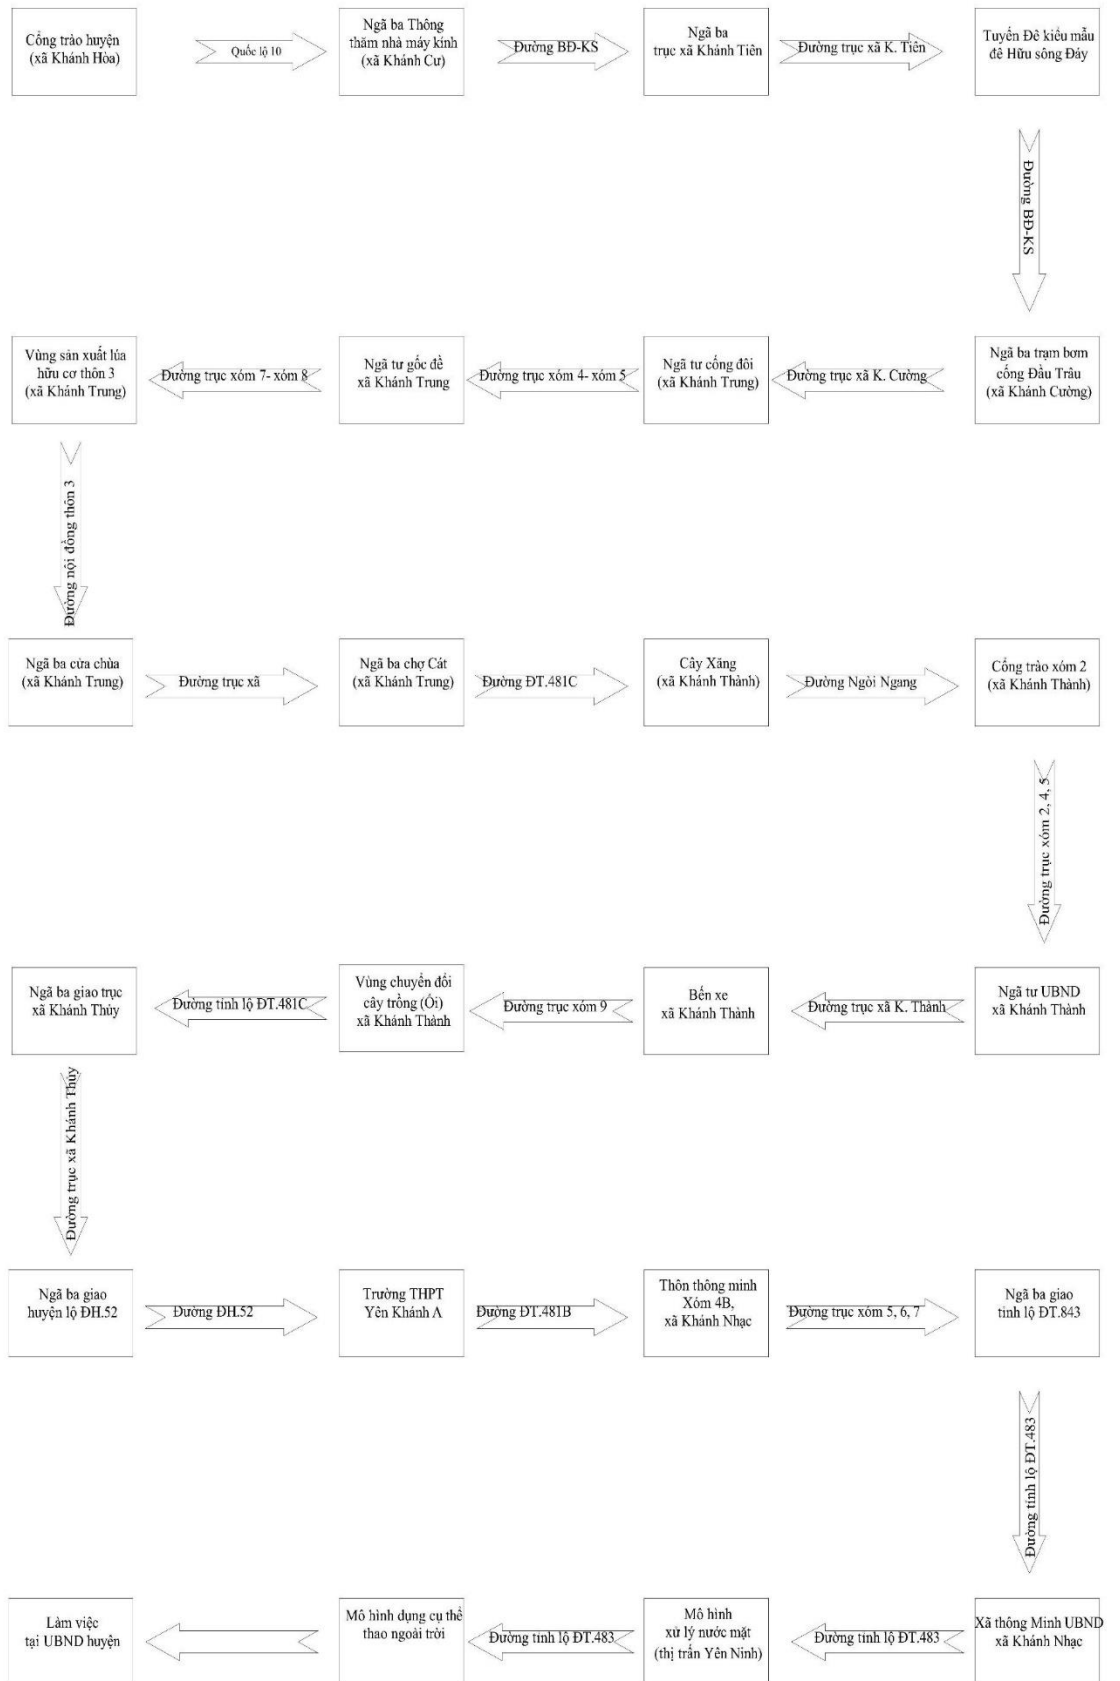 Cổng trào huyện
(xã Khánh Hòa)
Quốc lộ 10
Ngã ba Thông
thăm nhà máy kính
(xã Khánh Cư)
Đường BĐ-KS
Ngã ba
trục xã Khánh Tiên
Đường trục xã K. Tiên
Tuyến Đê kiểu mẫu
đê Hữu sông Đáy
Đường BĐ-KS
Ngã ba trạm bơm
cống Đầu Trâu
(xã Khánh Cường)
Đường trục xã K. Cường
Ngã tư cống đôi
(xã Khánh Trung)
Đường trục xóm 4- xóm 5
Ngã tư gốc đề
xã Khánh Trung
Đường trục xóm 7- xóm 8
Vùng sản xuất lúa
hữu cơ thôn 3
(xã Khánh Trung)
Đường nội đồng thôn 3
Ngã ba cửa chùa
(xã Khánh Trung)
Đường trục xã
Ngã ba chợ Cát
(xã Khánh Trung)
Đường ĐT.481C
Cây Xăng
(xã Khánh Thành)
Đường Ngòi Ngang
Cổng trào xóm 2
(xã Khánh Thành)
Đường trục xóm 2, 4, 5
Ngã tư UBND
xã Khánh Thành
Đường trục xã K. Thành
Bến xe
xã Khánh Thành
Đường trục xóm 9
Vùng chuyển đổi
cây trồng (Ổi)
xã Khánh Thành
Đường tỉnh lộ ĐT.481C
Ngã ba giao trục
xã Khánh Thủy
Đường trục xã Khánh Thủy
Ngã ba giao
huyện lộ ĐH.52
Đường ĐH.52
Trường THPT
Yên Khánh A
Đường ĐT.481B
Thôn thông minh
Xóm 4B,
xã Khánh Nhạc
Đường trục xóm 5, 6, 7
Ngã ba giao
tỉnh lộ ĐT.843
Đường tỉnh lộ ĐT.483
Xã thông Minh UBND
xã Khánh Nhạc
Đường tỉnh lộ ĐT.483
Mô hình
xử lý nước mặt
(thị trấn Yên Ninh)
Đường tỉnh lộ ĐT.483
Mô hình dụng cụ thể
thao ngoài trời
Làm việc
tại UBND huyện